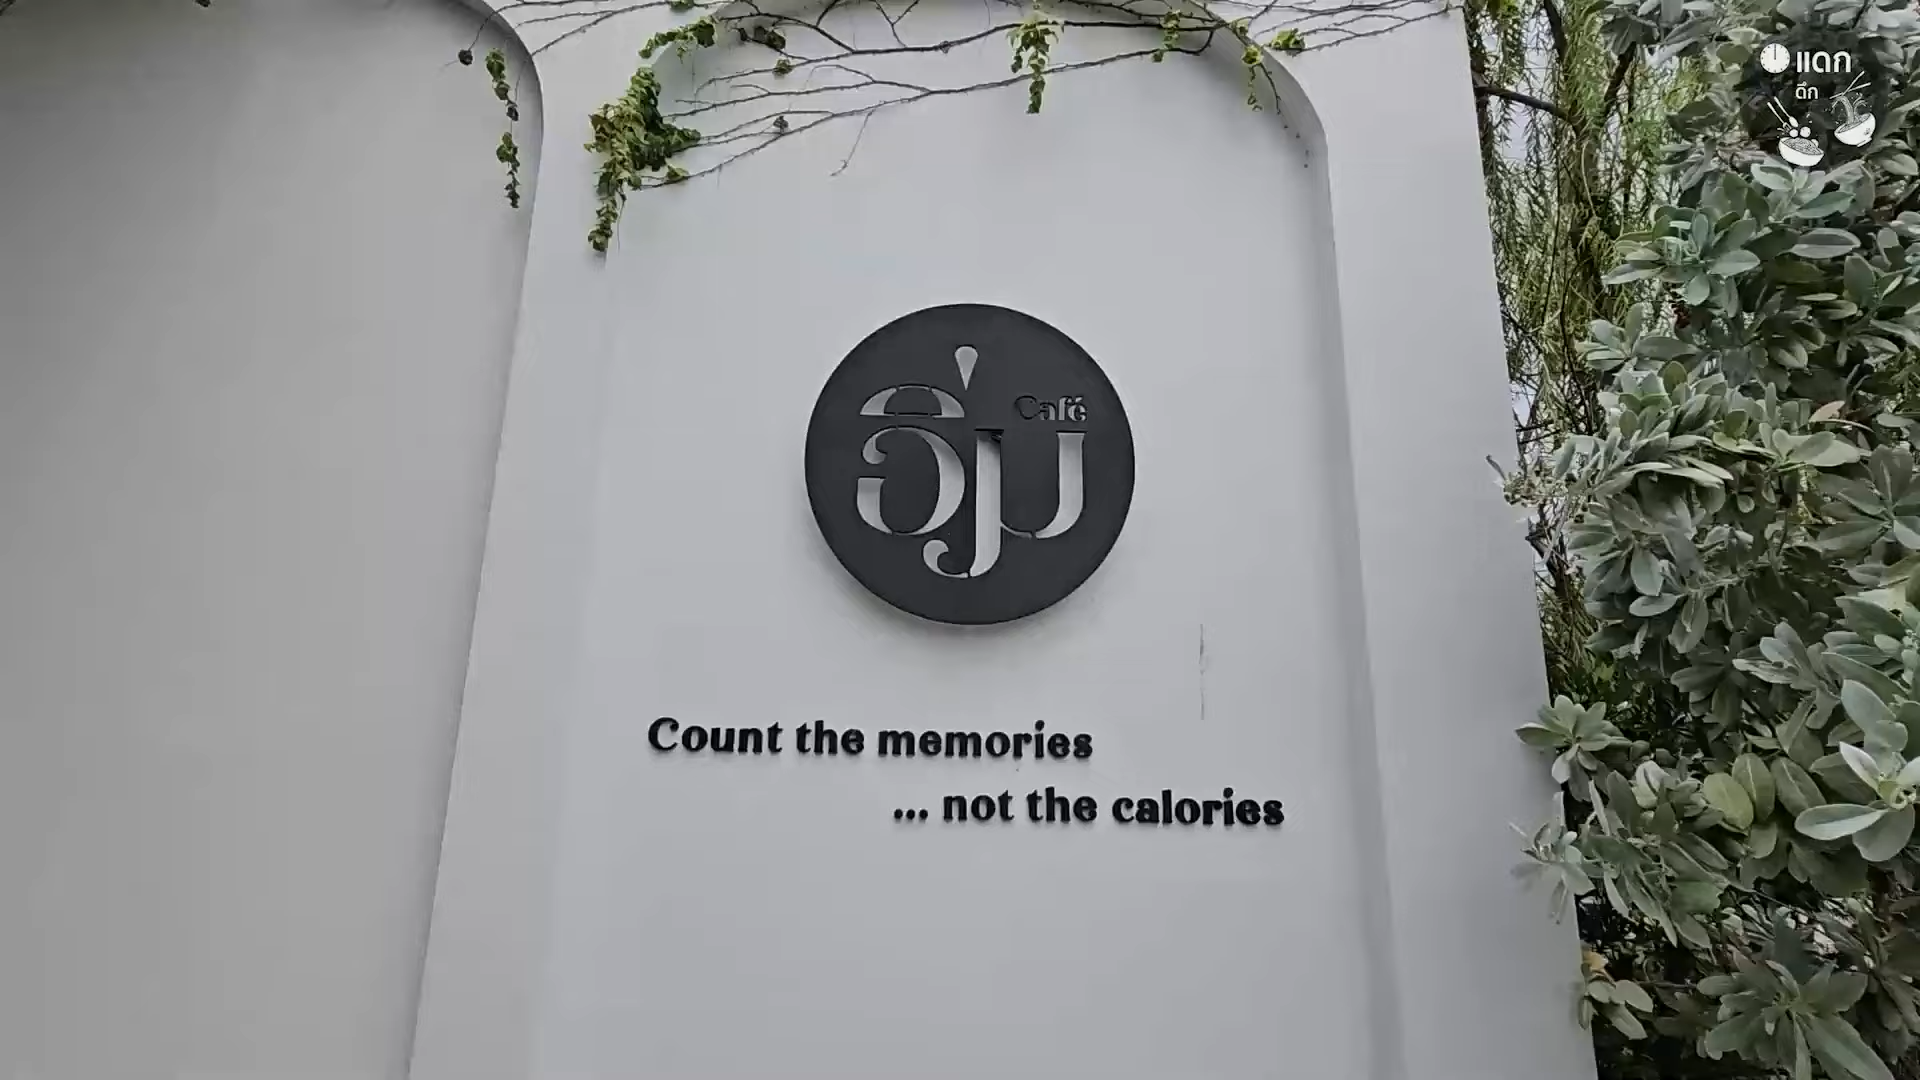 แดก
ดึก
Café
อิ่ม
Count the memories
... not the calories